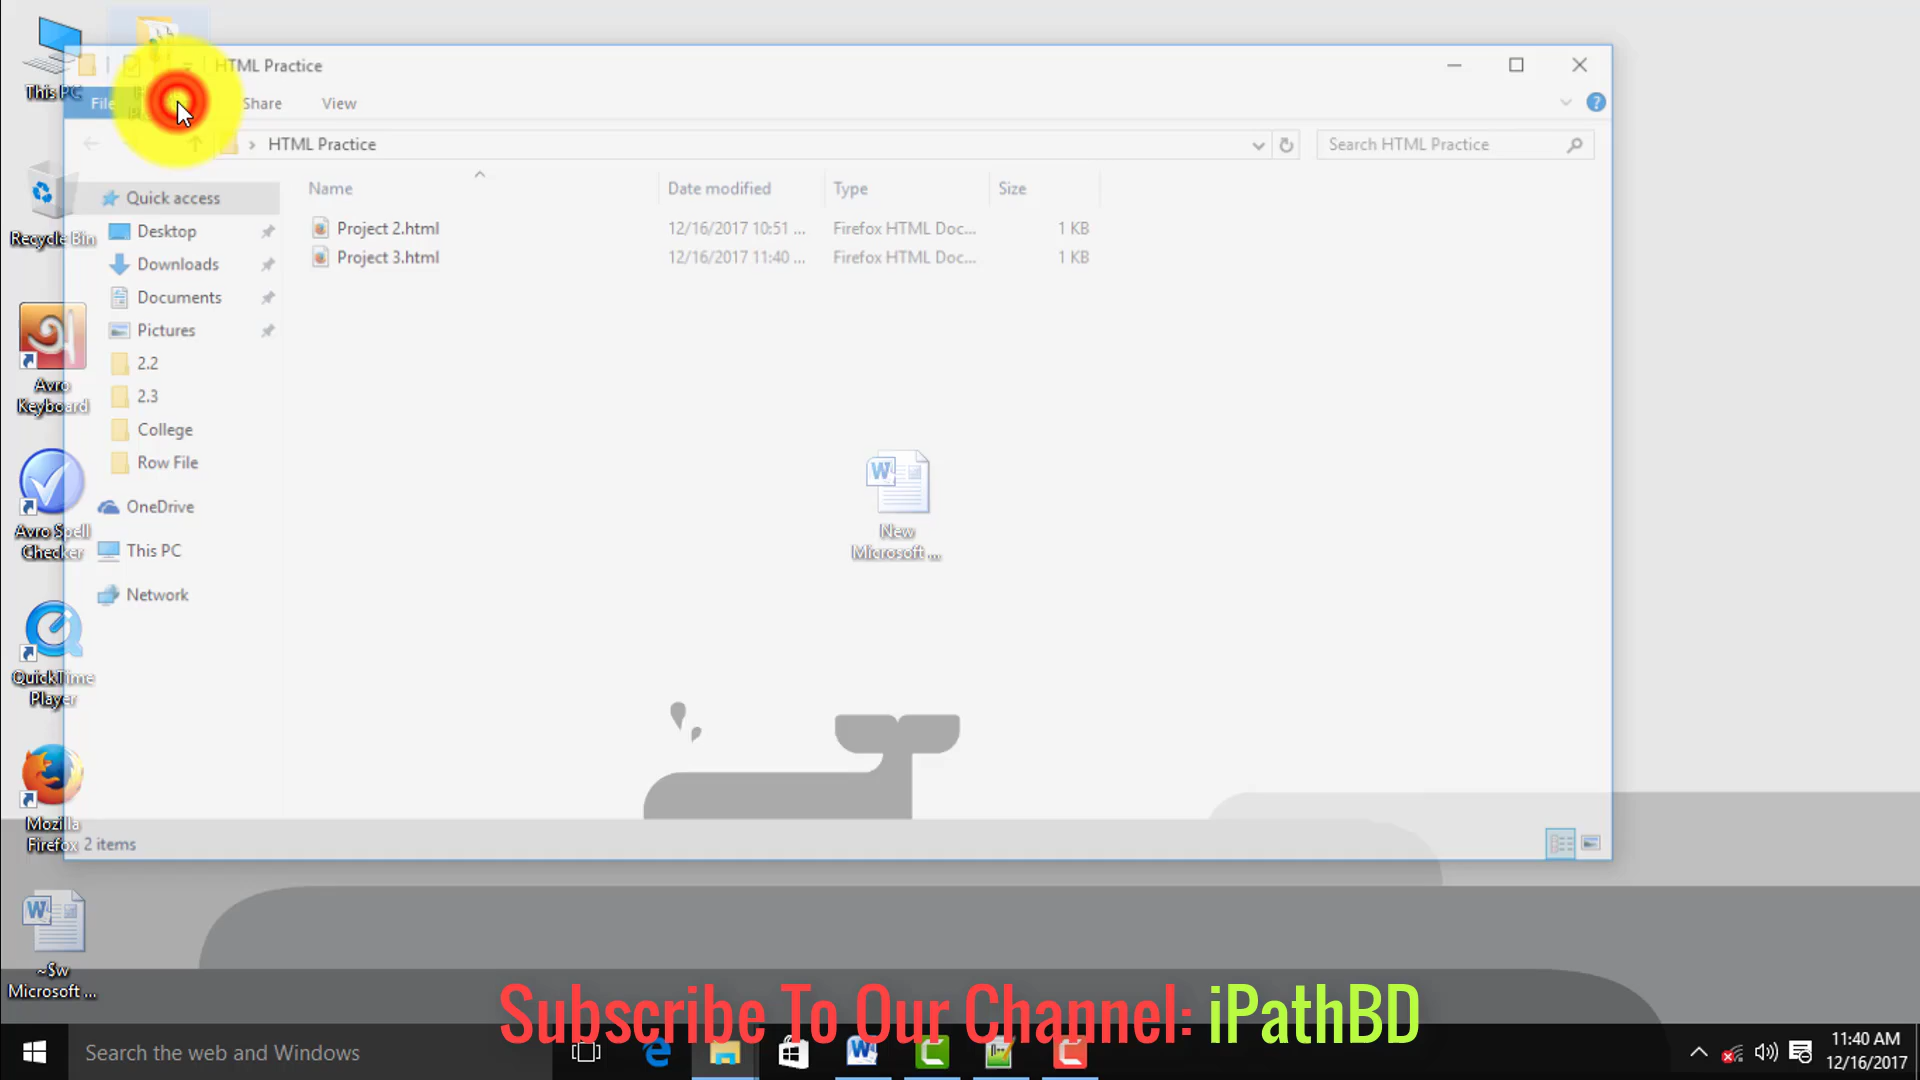 This PC
HTML Practice
File
Share
View
HTML Practice
Search HTML Practice
Name
Date modified
Type
Size
Quick access
Desktop
Downloads
Documents
Pictures
2.2
2.3
College
Row File
OneDrive
This PC
Network
Project 2.html
12/16/2017 10:51 ...
Firefox HTML Doc...
1 KB
Project 3.html
12/16/2017 11:40 ...
Firefox HTML Doc...
1 KB
Recycle Bin
Avro
Keyboard
Avro Spell
Checker
QuickTime
Player
Mozilla
Firefox
~$w
Microsoft ...
New
Microsoft ...
2 items
Subscribe To Our Channel: iPathBD
Search the web and Windows
11:40 AM
12/16/2017